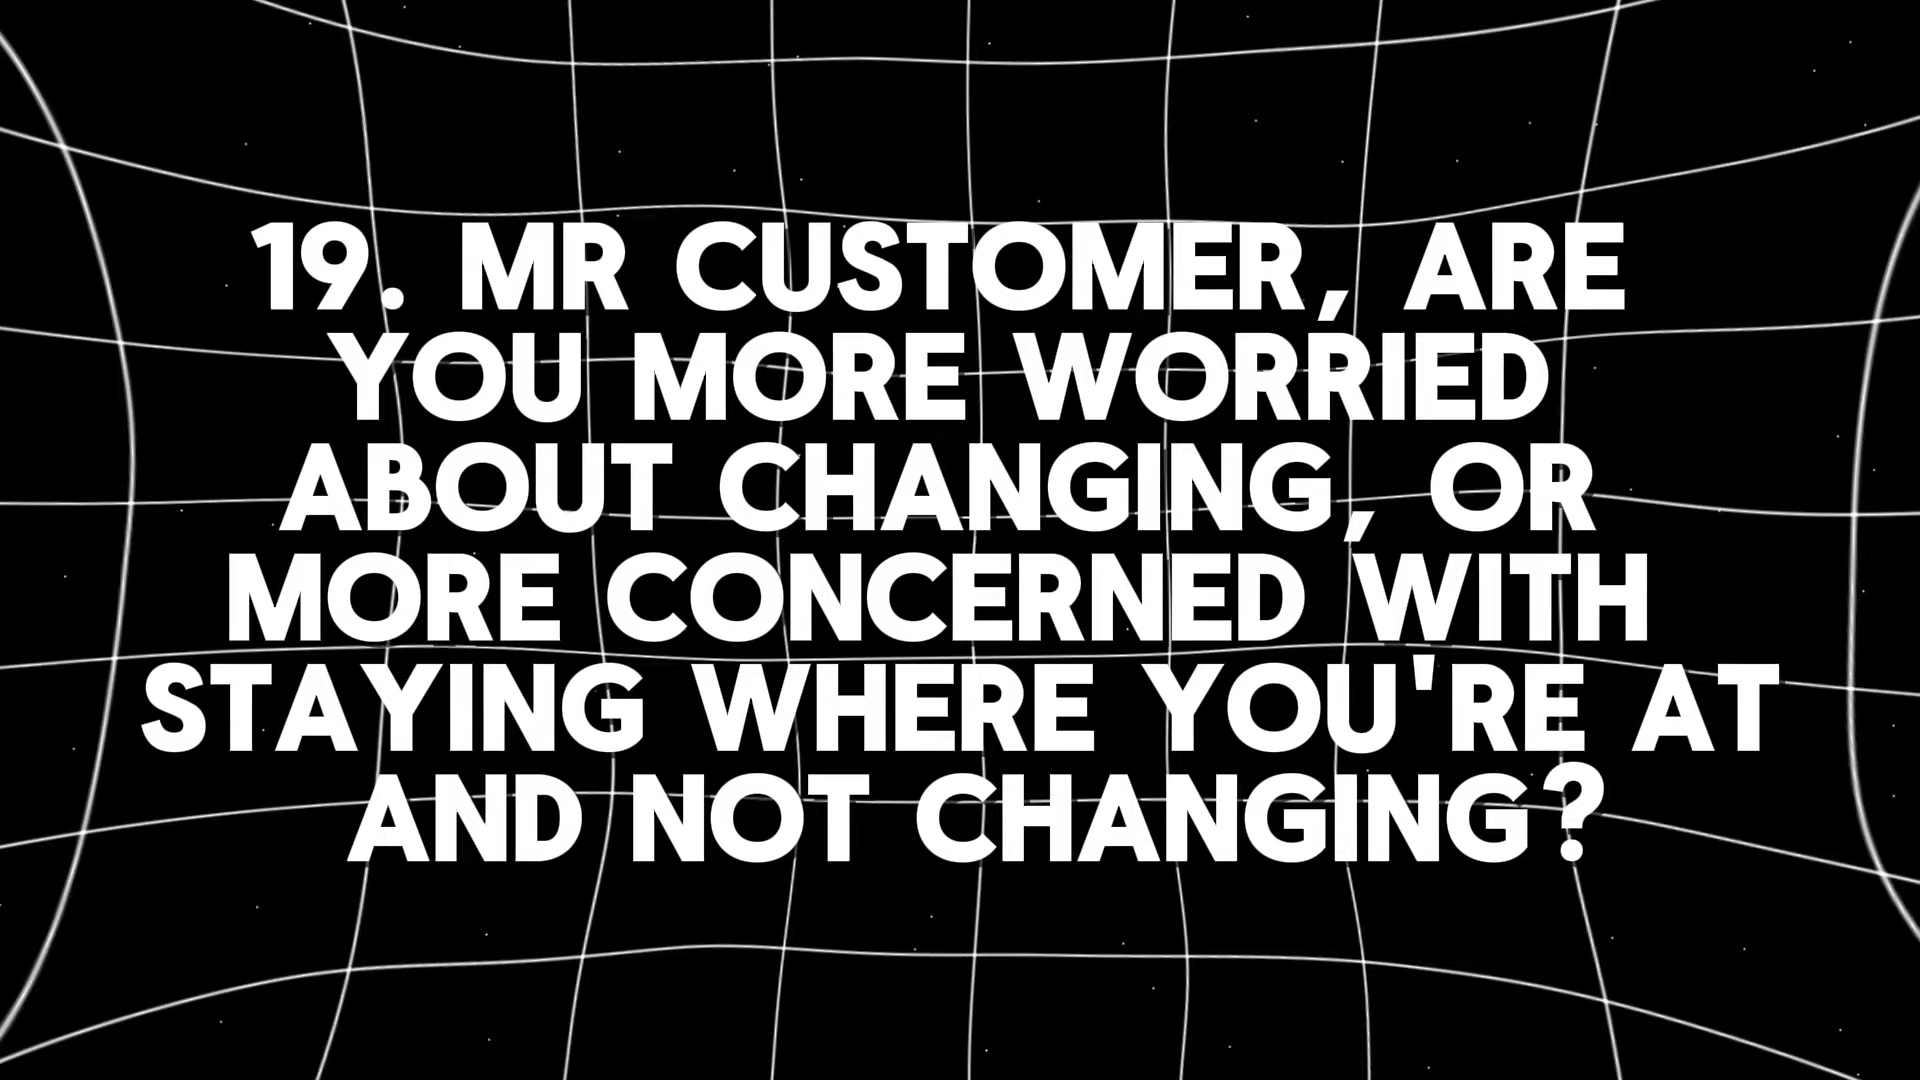 19. MR CUSTOMER, ARE
YOU MORE WORRIED
ABOUT CHANGING, OR
MORE CONCERNED WITH
STAYING WHERE YOU'RE AT
AND NOT CHANGING?